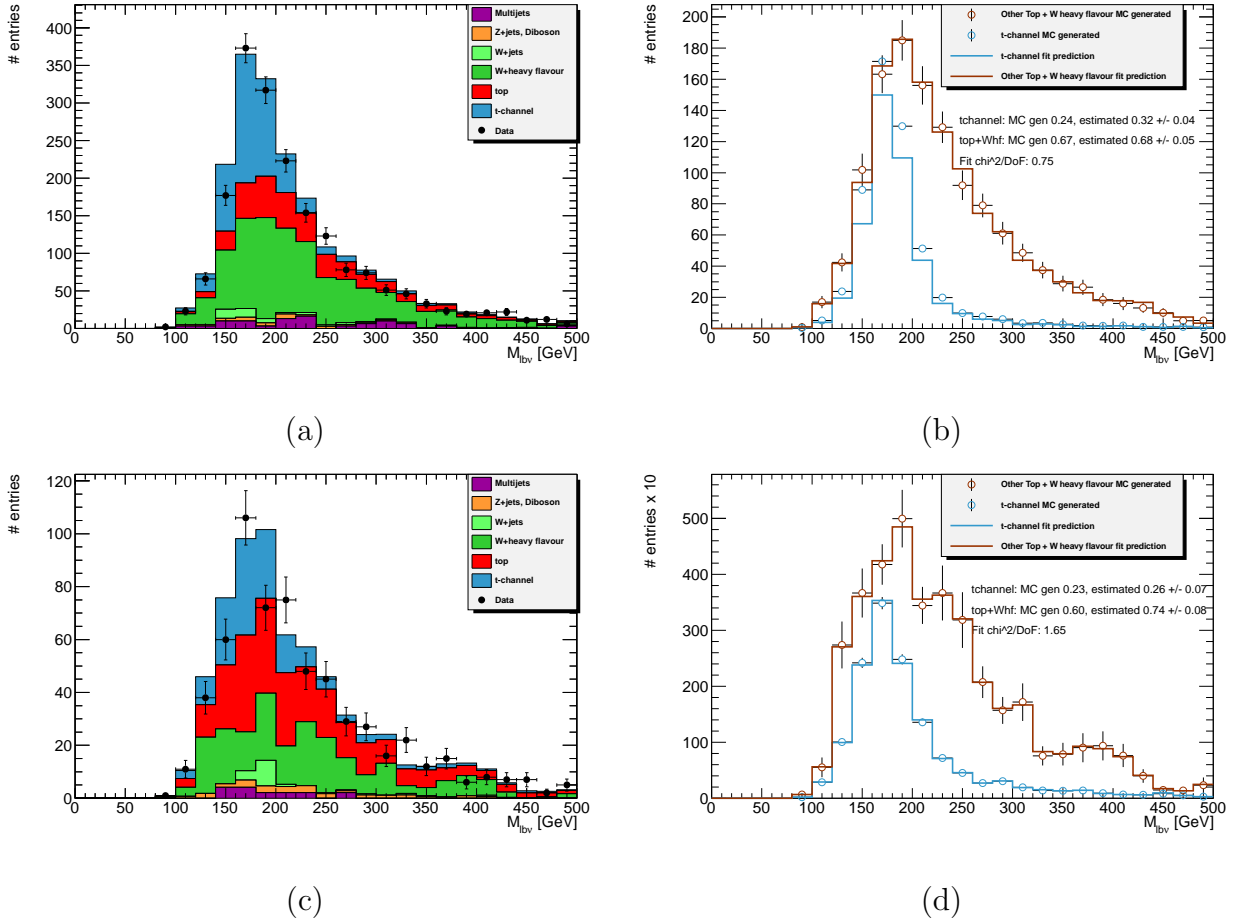 # entries
400
350
300
250
200
150
100
50
0
0 50 100 150 200 250 300 350 400 450 500
M_lbν [GeV]
Multijets
Z+jets, Diboson
W+jets
W+heavy flavour
top
t-channel
Data
(a)
# entries
200
180
160
140
120
100
80
60
40
20
0
0 50 100 150 200 250 300 350 400 450 500
M_lbν [GeV]
Other Top + W heavy flavour MC generated
t-channel MC generated
t-channel fit prediction
Other Top + W heavy flavour fit prediction
tchannel: MC gen 0.24, estimated 0.32 +/- 0.04
top+Whf: MC gen 0.67, estimated 0.68 +/- 0.05
Fit chi^2/DoF: 0.75
(b)
# entries
120
100
80
60
40
20
0
0 50 100 150 200 250 300 350 400 450 500
M_lbν [GeV]
Multijets
Z+jets, Diboson
W+jets
W+heavy flavour
top
t-channel
Data
(c)
# entries x 10
500
400
300
200
100
0
0 50 100 150 200 250 300 350 400 450 500
M_lbν [GeV]
Other Top + W heavy flavour MC generated
t-channel MC generated
t-channel fit prediction
Other Top + W heavy flavour fit prediction
tchannel: MC gen 0.23, estimated 0.26 +/- 0.07
top+Whf: MC gen 0.60, estimated 0.74 +/- 0.08
Fit chi^2/DoF: 1.65
(d)